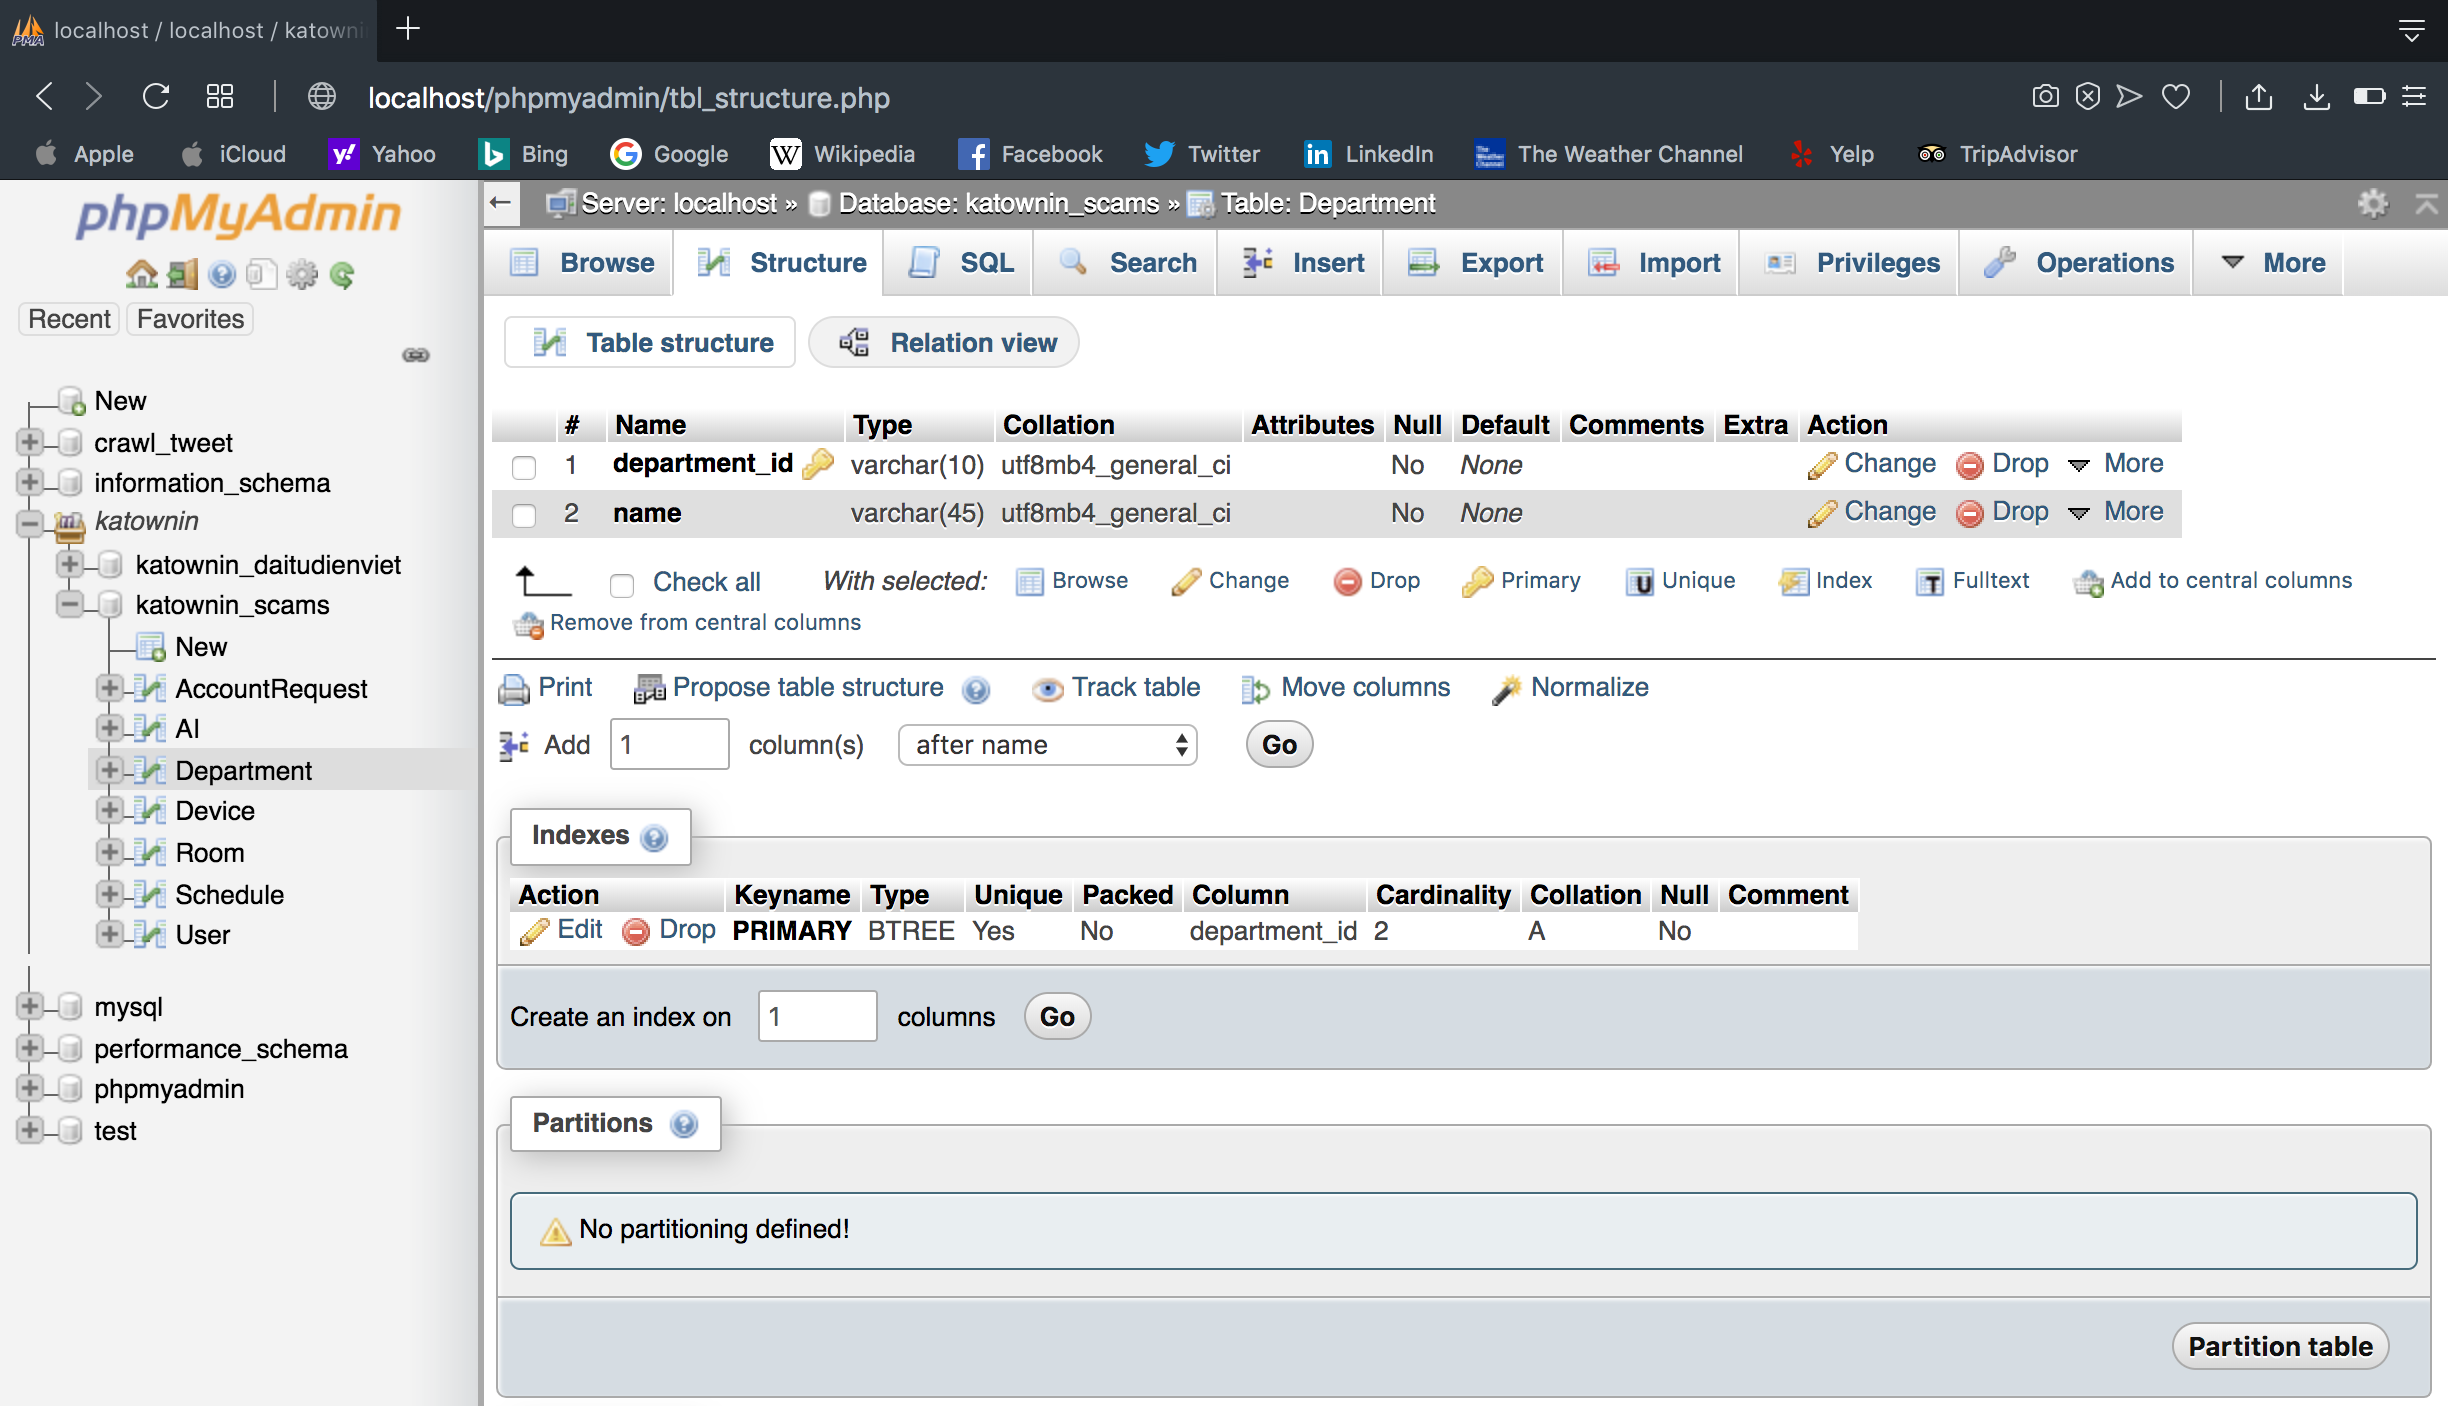 localhost / localhost / katowni
localhost/phpmyadmin/tbl_structure.php
Apple iCloud Yahoo Bing Google Wikipedia Facebook Twitter LinkedIn The Weather Channel Yelp TripAdvisor
phpMyAdmin
Recent Favorites
New
crawl_tweet
information_schema
katownin
katownin_daitudienviet
katownin_scams
New
AccountRequest
AI
Department
Device
Room
Schedule
User
mysql
performance_schema
phpmyadmin
test
Server: localhost » Database: katownin_scams » Table: Department
Browse Structure SQL Search Insert Export Import Privileges Operations More
Table structure Relation view
# Name Type Collation Attributes Null Default Comments Extra Action
1 department_id varchar(10) utf8mb4_general_ci No None Change Drop More
2 name varchar(45) utf8mb4_general_ci No None Change Drop More
Check all With selected: Browse Change Drop Primary Unique Index Fulltext Add to central columns
Remove from central columns
Print Propose table structure Track table Move columns Normalize
Add 1 column(s) after name Go
Indexes
Action Keyname Type Unique Packed Column Cardinality Collation Null Comment
Edit Drop PRIMARY BTREE Yes No department_id 2 A No
Create an index on 1 columns Go
Partitions
No partitioning defined!
Partition table